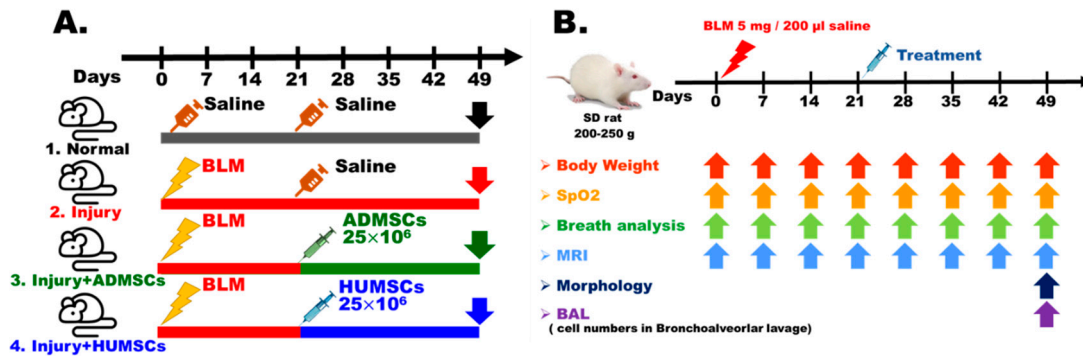 A.
Days 0 7 14 21 28 35 42 49
Saline Saline
1. Normal
BLM Saline
2. Injury
BLM ADMSCs
25×10⁶
3. Injury+ADMSCs
BLM HUMSCs
25×10⁶
4. Injury+HUMSCs
B.
BLM 5 mg / 200 μl saline
Treatment
Days 0 7 14 21 28 35 42 49
SD rat
200-250 g
Body Weight
SpO2
Breath analysis
MRI
Morphology
BAL
( cell numbers in Bronchoalveorlar lavage)